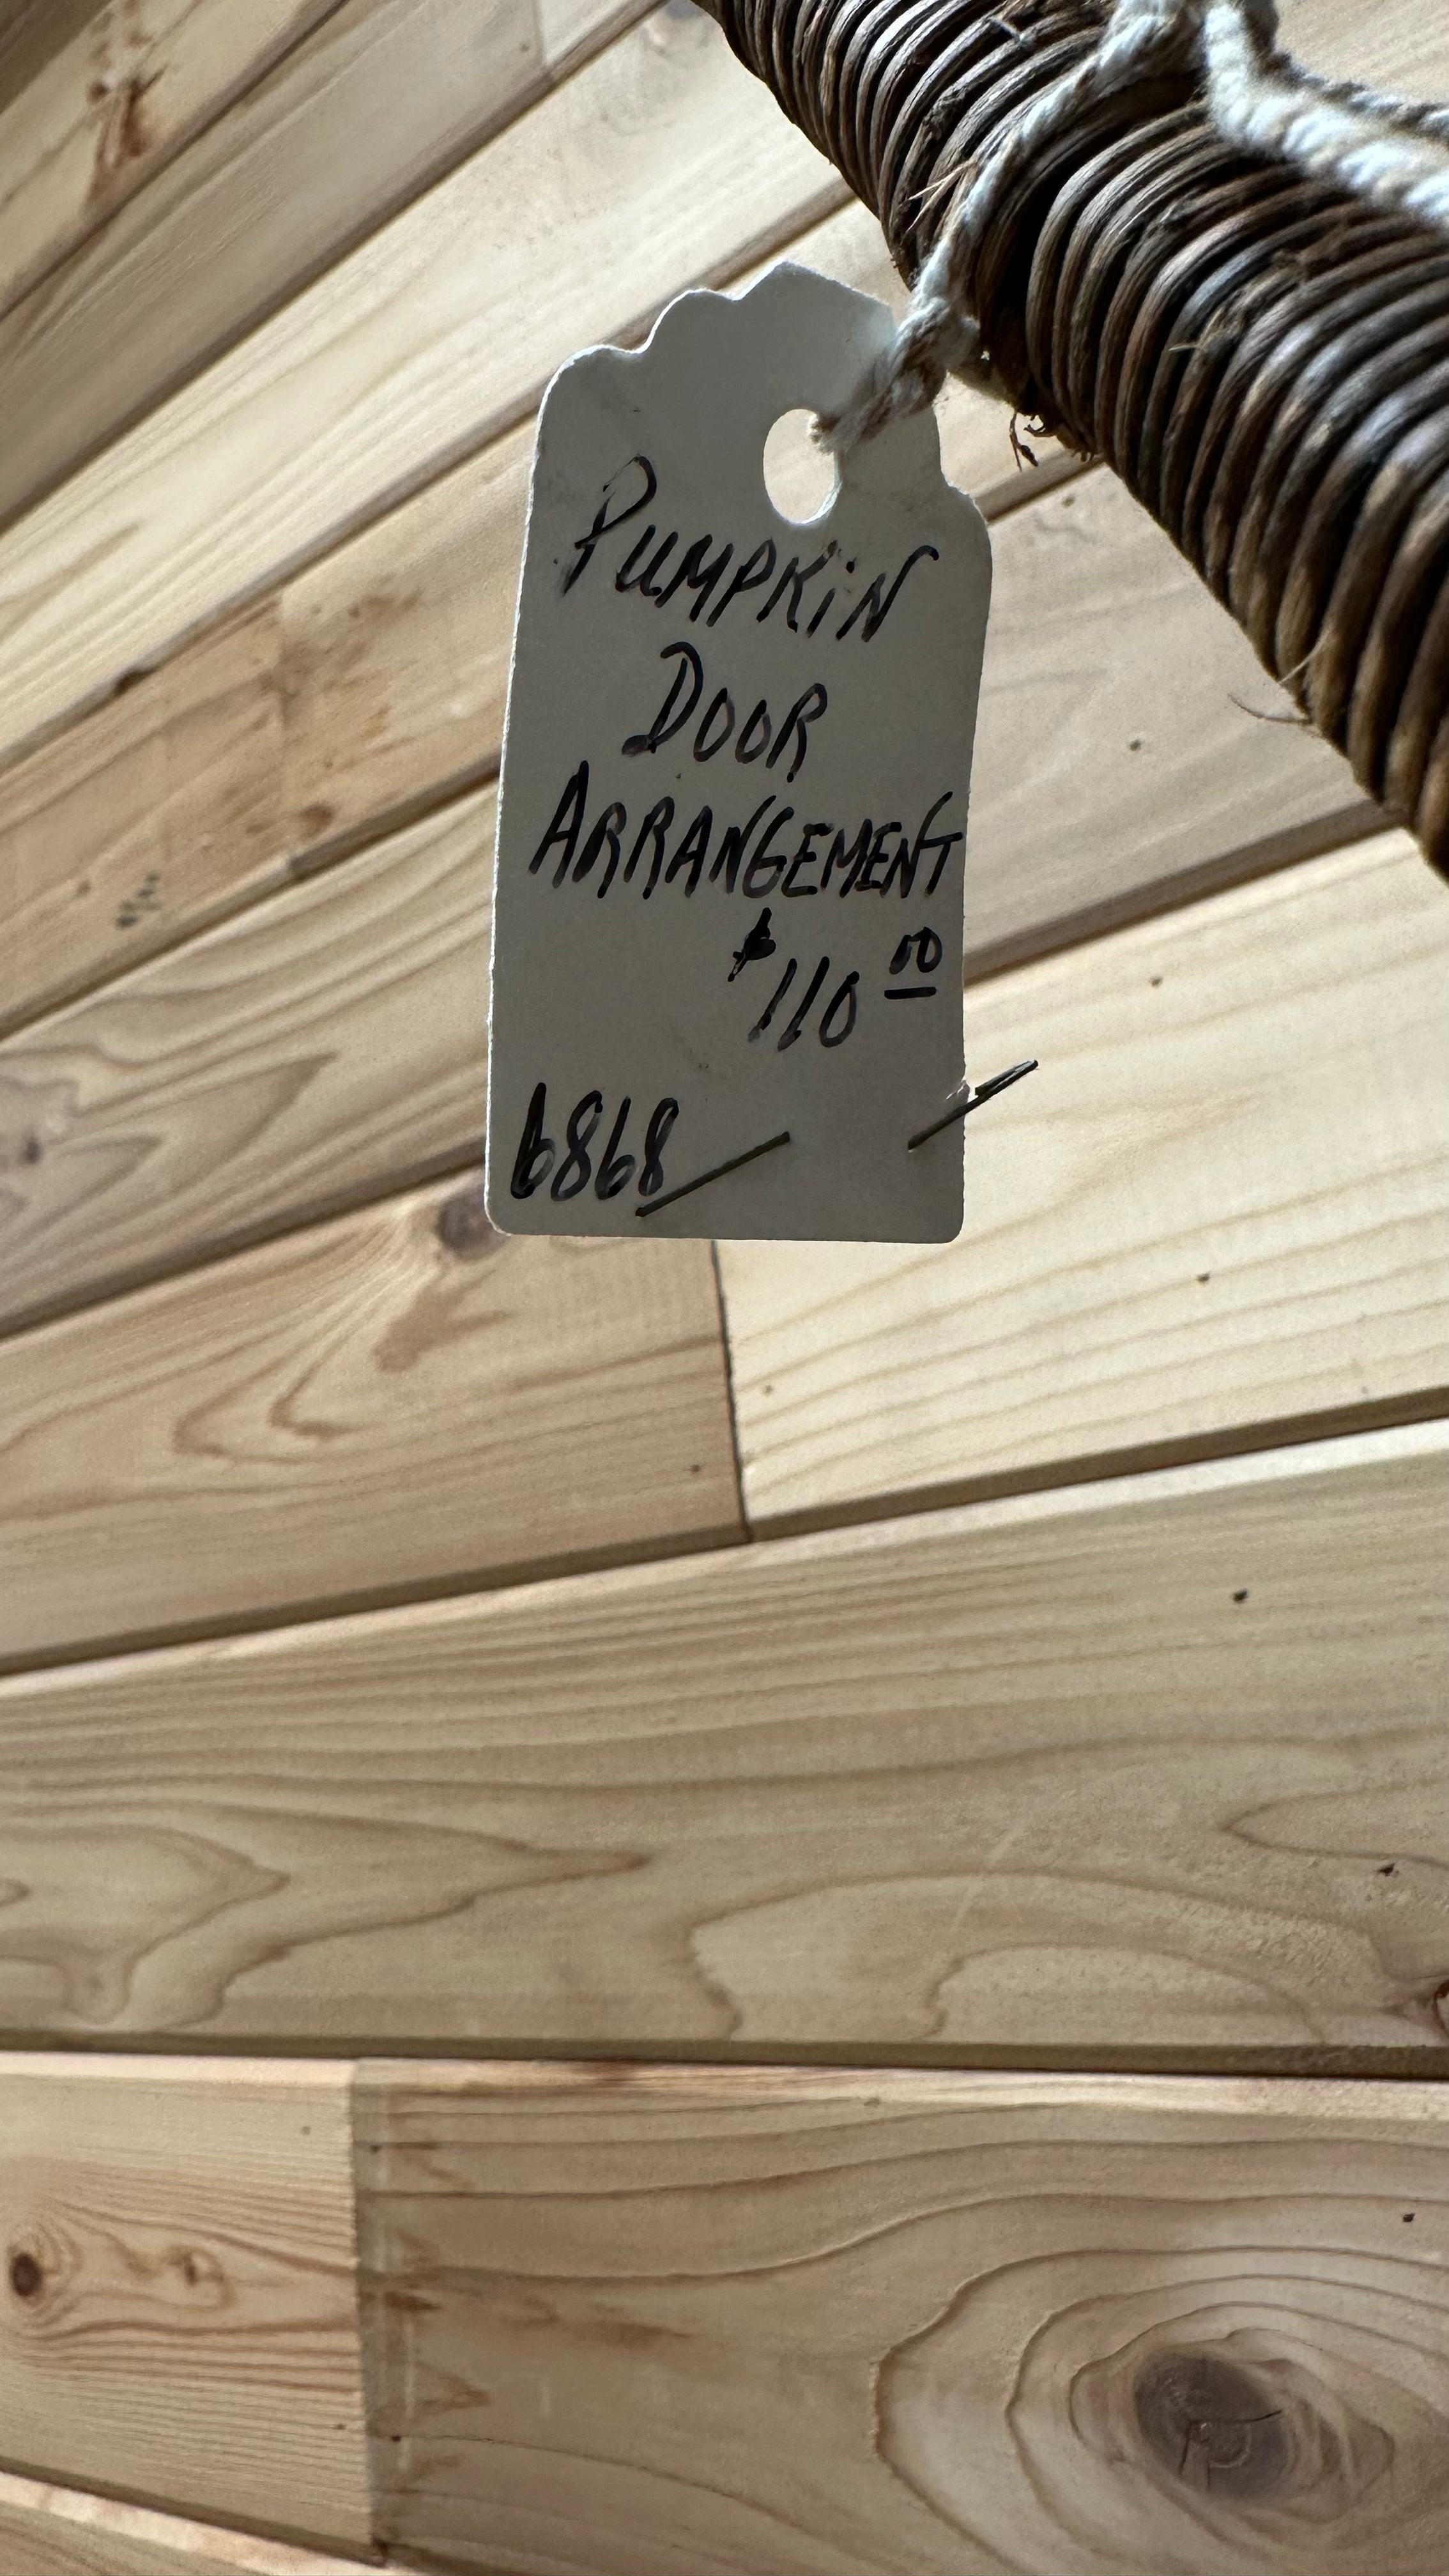 PUMPKiN
DOOR
ARRANGEMENT
$110.00
6868